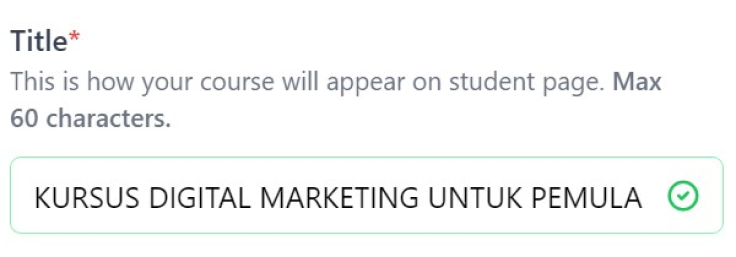 Title*
This is how your course will appear on student page. Max
60 characters.
KURSUS DIGITAL MARKETING UNTUK PEMULA